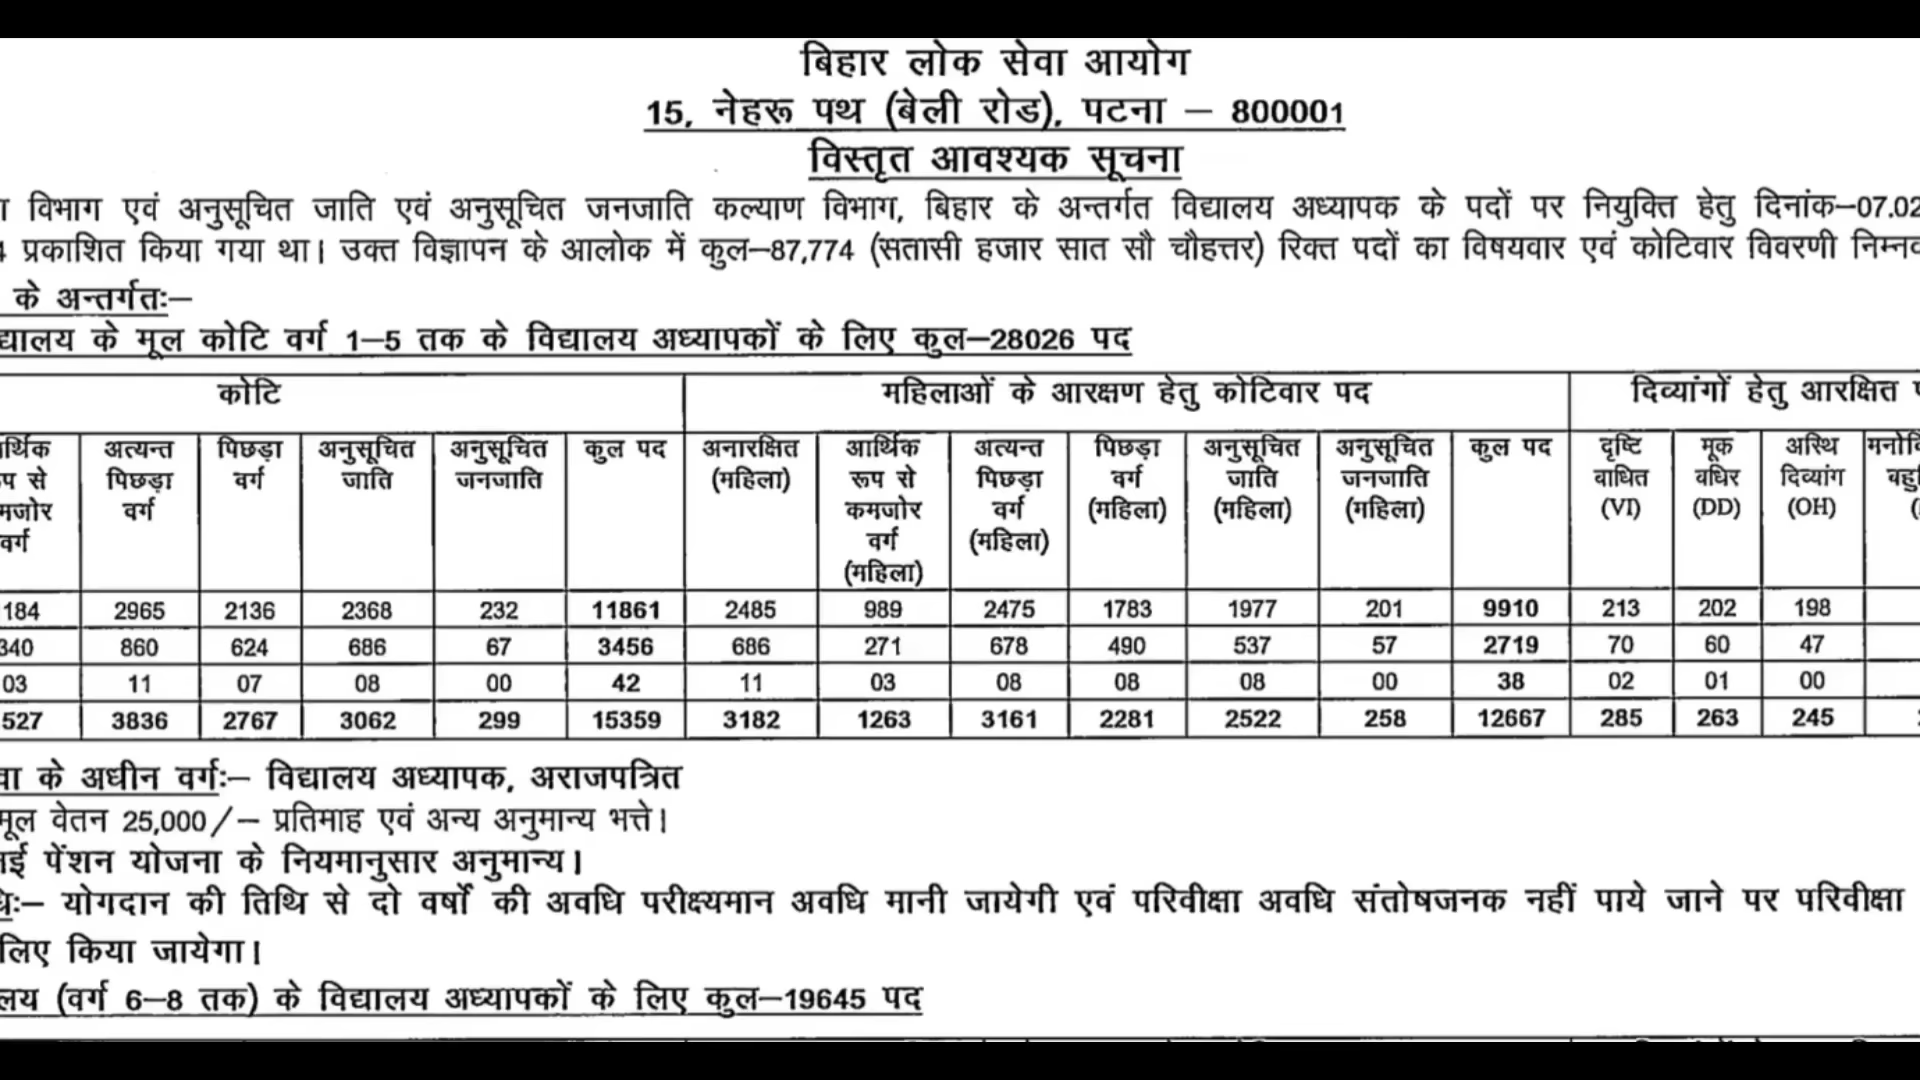 बिहार लोक सेवा आयोग
15, नेहरू पथ (बेली रोड), पटना – 800001
विस्तृत आवश्यक सूचना
विभाग एवं अनुसूचित जाति एवं अनुसूचित जनजाति कल्याण विभाग, बिहार के अन्तर्गत विद्यालय अध्यापक के पदों पर नियुक्ति हेतु दिनांक–07.02
प्रकाशित किया गया था। उक्त विज्ञापन के आलोक में कुल–87,774 (सतासी हजार सात सौ चौहत्तर) रिक्त पदों का विषयवार एवं कोटिवार विवरणी
के अन्तर्गतः–
के मूल कोटि वर्ग 1–5 तक के विद्यालय अध्यापकों के लिए कुल–28026 पद
कोटि महिलाओं के आरक्षण हेतु कोटिवार पद दिव्यांगों हेतु आरक्षित
अत्यन्त पिछड़ा अनुसूचित अनुसूचित कुल पद अनारक्षित आर्थिक अत्यन्त पिछड़ा अनुसूचित अनुसूचित कुल पद दृष्टि मूक अस्थि
से पिछड़ा वर्ग जाति जनजाति (महिला) रूप से पिछड़ा वर्ग जाति जनजाति बाधित वधिर दिव्यांग
वर्ग कमजोर वर्ग (महिला) (महिला) (महिला) (VI) (DD) (OH)
वर्ग वर्ग (महिला)
(महिला)
184 2965 2136 2368 232 11861 2485 989 2475 1783 1977 201 9910 213 202 198
340 860 624 686 67 3456 686 271 678 490 537 57 2719 70 60 47
03 11 07 08 00 42 11 03 08 08 08 00 38 02 01 00
527 3836 2767 3062 299 15359 3182 1263 3161 2281 2522 258 12667 285 263 245
के अधीन वर्गः– विद्यालय अध्यापक, अराजपत्रित
मूल वेतन 25,000/– प्रतिमाह एवं अन्य अनुमान्य भत्ते।
पेंशन योजना के नियमानुसार अनुमान्य।
योगदान की तिथि से दो वर्षों की अवधि परीक्ष्यमान अवधि मानी जायेगी एवं परिवीक्षा अवधि संतोषजनक नहीं पाये जाने पर परिवीक्षा
लिए किया जायेगा।
(वर्ग 6–8 तक) के विद्यालय अध्यापकों के लिए कुल–19645 पद